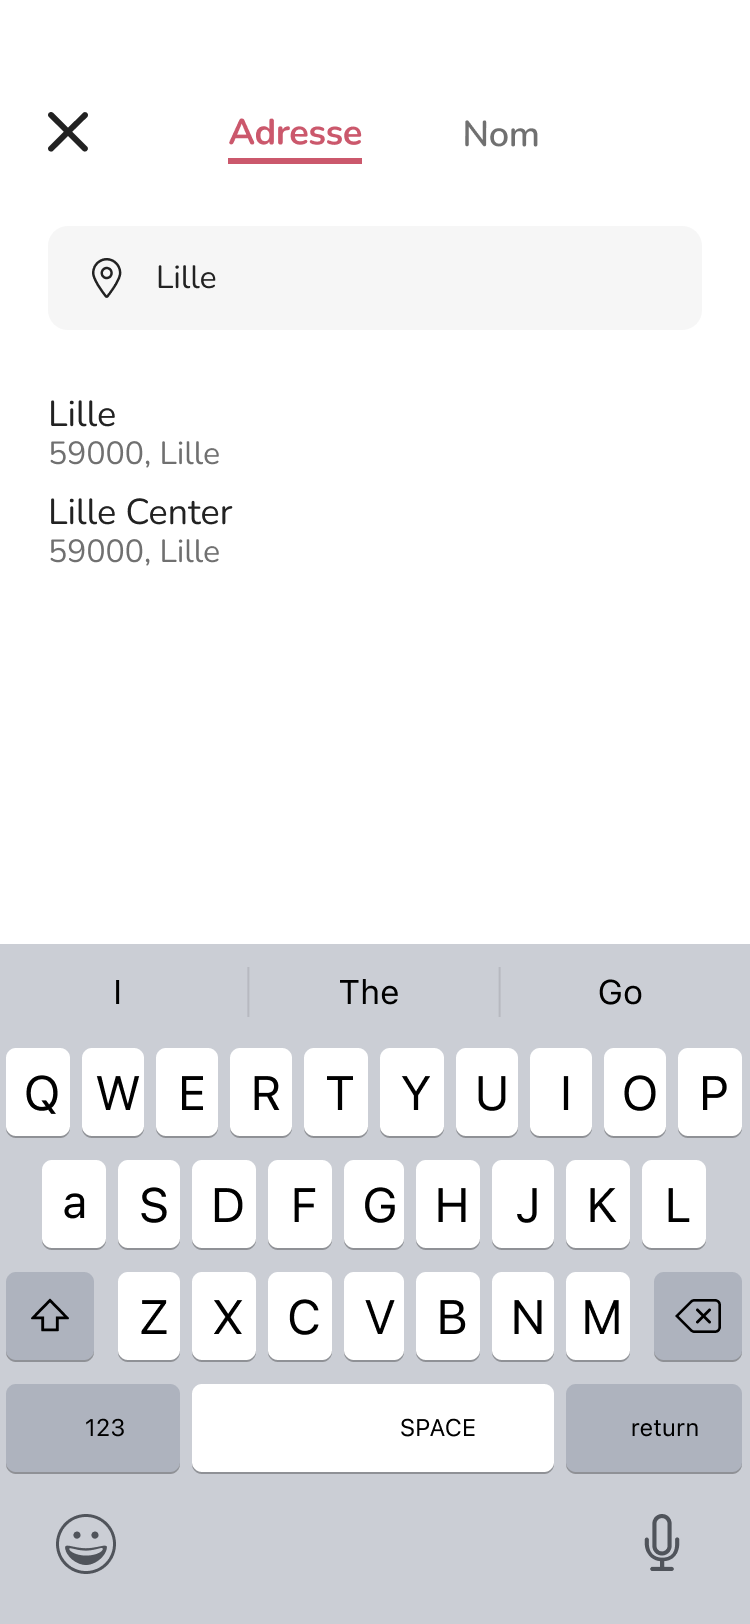 Adresse Nom
Lille
Lille
59000, Lille
Lille Center
59000, Lille
I The Go
Q W E R T Y U I O P
a S D F G H J K L
Z X C V B N M
123 SPACE return